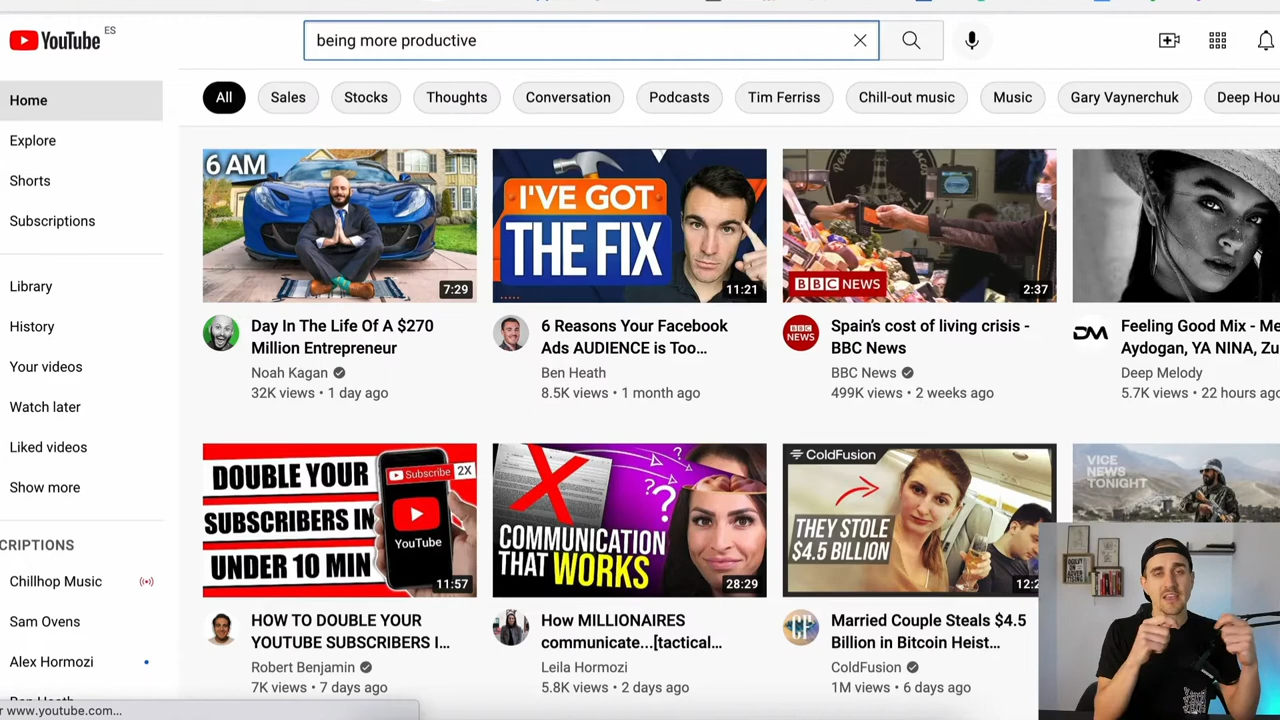 YouTube ES
being more productive
Home
Explore
Shorts
Subscriptions
Library
History
Your videos
Watch later
Liked videos
Show more
CRIPTIONS
Chillhop Music
Sam Ovens
Alex Hormozi
Ben Heath
r www.youtube.com...
All Sales Stocks Thoughts Conversation Podcasts Tim Ferriss Chill-out music Music Gary Vaynerchuk Deep Hou
6 AM
7:29
Day In The Life Of A $270
Million Entrepreneur
Noah Kagan
32K views • 1 day ago
I'VE GOT
THE FIX
11:21
6 Reasons Your Facebook
Ads AUDIENCE is Too...
Ben Heath
8.5K views • 1 month ago
BBC NEWS
2:37
BBC
NEWS
Spain's cost of living crisis -
BBC News
BBC News
499K views • 2 weeks ago
DM
Feeling Good Mix - Me
Aydogan, YA NINA, Zu
Deep Melody
5.7K views • 22 hours ago
DOUBLE YOUR
SUBSCRIBERS IN
UNDER 10 MIN
Subscribe 2X
YouTube
11:57
HOW TO DOUBLE YOUR
YOUTUBE SUBSCRIBERS I...
Robert Benjamin
7K views • 7 days ago
COMMUNICATION
THAT WORKS
28:29
How MILLIONAIRES
communicate...[tactical...
Leila Hormozi
5.8K views • 2 days ago
ColdFusion
THEY STOLE
$4.5 BILLION
12:2
CF
Married Couple Steals $4.5
Billion in Bitcoin Heist...
ColdFusion
1M views • 6 days ago
VICE
NEWS
TONIGHT